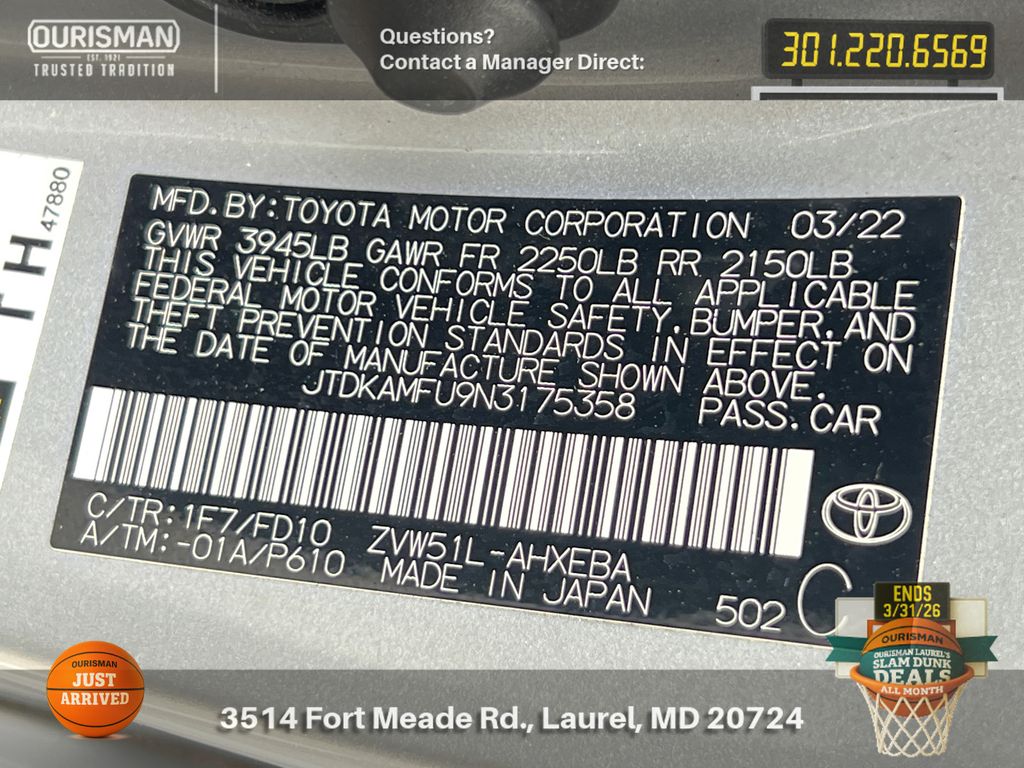 OURISMAN
EST. 1921
TRUSTED TRADITION
Questions?
Contact a Manager Direct:
301.220.6569
47880
TH
MFD. BY: TOYOTA MOTOR CORPORATION 03/22
GVWR 3945LB GAWR FR 2250LB RR 2150LB
THIS VEHICLE CONFORMS TO ALL APPLICABLE
FEDERAL MOTOR VEHICLE SAFETY, BUMPER, AND
THEFT PREVENTION STANDARDS IN EFFECT ON
THE DATE OF MANUFACTURE SHOWN ABOVE.
JTDKAMFU9N3175358 PASS. CAR
C/TR: 1F7/FD10 ZVW51L-AHXEBA
A/TM: -01A/P610 MADE IN JAPAN
502 C
ENDS
3/31/26
OURISMAN
OURISMAN LAUREL'S
SLAM DUNK
DEALS
ALL MONTH
OURISMAN
JUST
ARRIVED
3514 Fort Meade Rd., Laurel, MD 20724